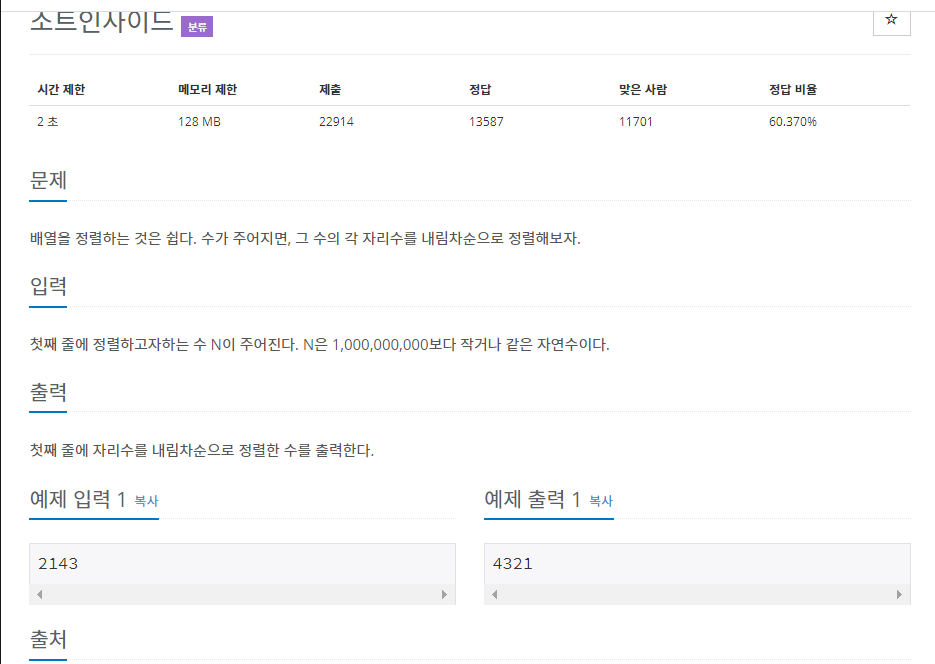 소트인사이드 분류
☆
시간 제한 메모리 제한 제출 정답 맞은 사람 정답 비율
2 초 128 MB 22914 13587 11701 60.370%
문제
배열을 정렬하는 것은 쉽다. 수가 주어지면, 그 수의 각 자리수를 내림차순으로 정렬해보자.
입력
첫째 줄에 정렬하고자하는 수 N이 주어진다. N은 1,000,000,000보다 작거나 같은 자연수이다.
출력
첫째 줄에 자리수를 내림차순으로 정렬한 수를 출력한다.
예제 입력 1 복사
2143
예제 출력 1 복사
4321
출처